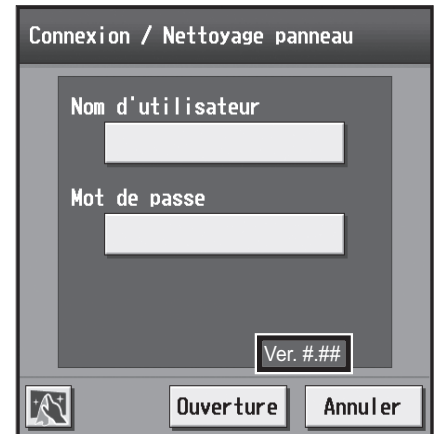 Connexion / Nettoyage panneau
Nom d'utilisateur
Mot de passe
Ver. #.##
Ouverture Annuler